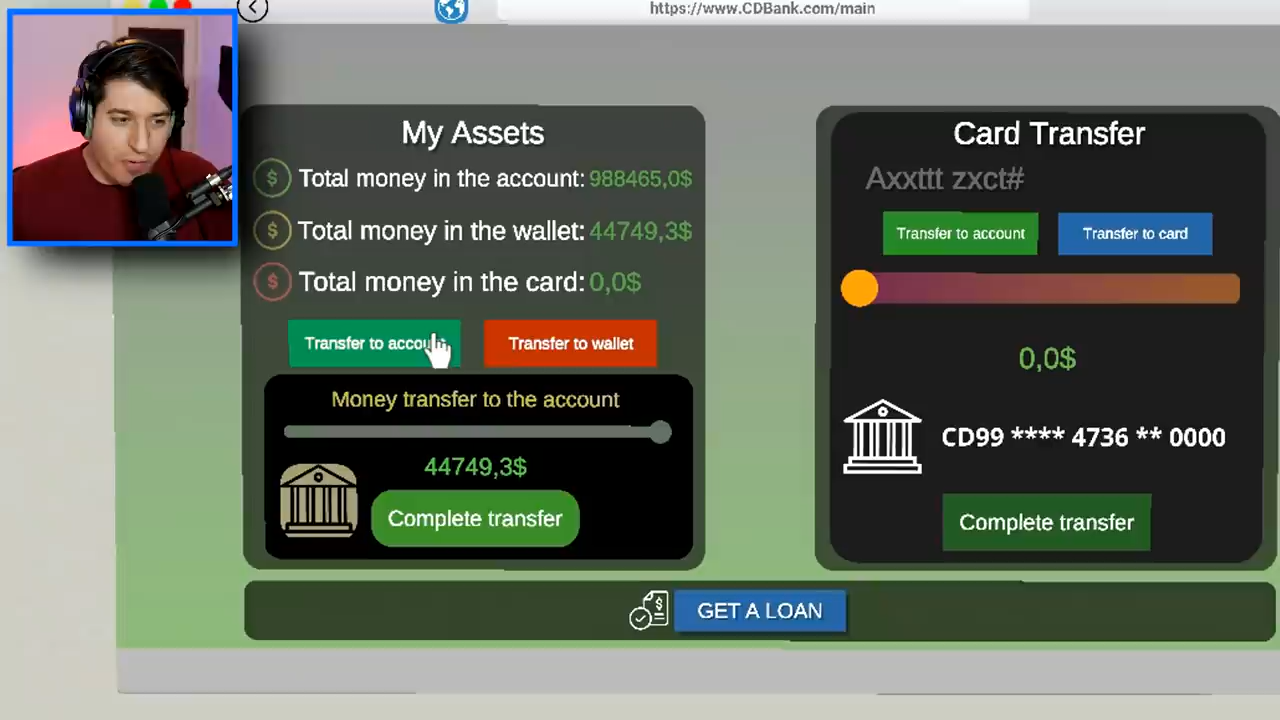 https://www.CDBank.com/main
My Assets
Total money in the account: 988465,0$
Total money in the wallet: 44749,3$
Total money in the card: 0,0$
Transfer to account
Transfer to wallet
Money transfer to the account
44749,3$
Complete transfer
Card Transfer
Axxttt zxct#
Transfer to account
Transfer to card
0,0$
CD99 **** 4736 ** 0000
Complete transfer
GET A LOAN